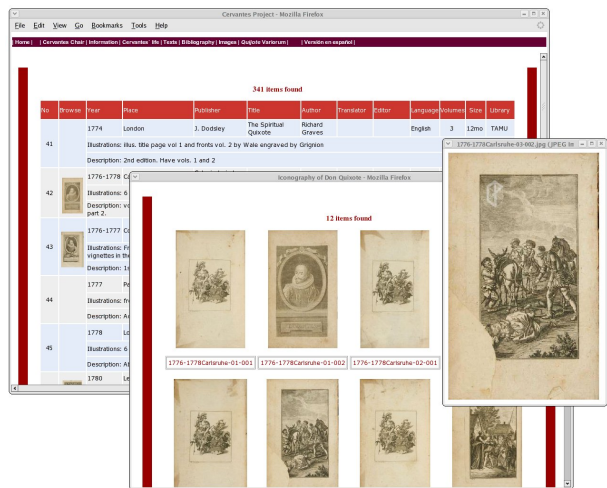 Cervantes Project - Mozilla Firefox
File Edit View Go Bookmarks Tools Help
| Home | | Cervantes Chair | Information | Cervantes' life | Texts | Bibliography | Images | Quijote Variorum | | Versión en español |
341 items found
No Browse Year Place Publisher Title Author Translator Editor Language Volumes Size Library
41
1774 London J. Dodsley The Spiritual Quixote Richard Graves English 3 12mo TAMU
Illustrations: illus. title page vol 1 and fronts vol. 2 by Wale engraved by Grignion
Description: 2nd edition. Have vols. 1 and 2
42
1776-1778
Illustrations: 6
Description:
part 2.
43
1776-1777
Illustrations:
vignettes in the
Description:
44
1777
Illustrations:
Description:
45
1778
Illustrations: 6
Description:
1780
Iconography of Don Quixote - Mozilla Firefox
12 items found
1776-1778Carlsruhe-01-001 1776-1778Carlsruhe-01-002 1776-1778Carlsruhe-02-001
1776-1778Carlsruhe-03-002.jpg (JPEG